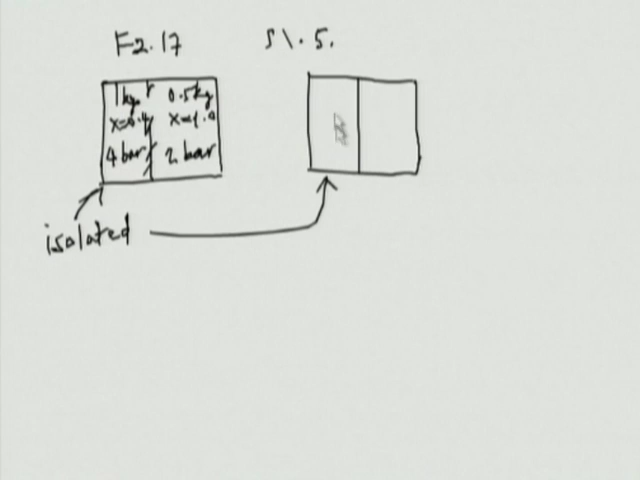 F2.17
S1.5.
1kg
0.5kg
x=0.4
x=1.0
4 bar
2 bar
isolated